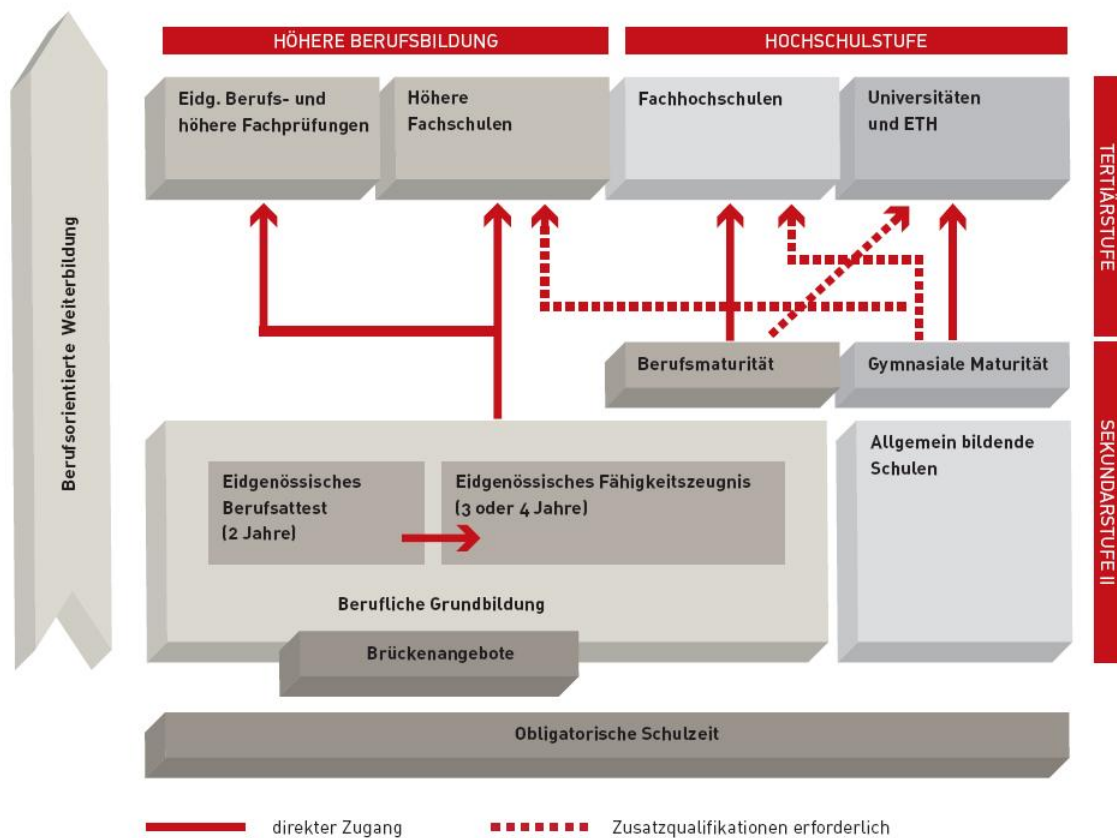 HÖHERE BERUFSBILDUNG
HOCHSCHULSTUFE
Eidg. Berufs- und
höhere Fachprüfungen
Höhere
Fachschulen
Fachhochschulen
Universitäten
und ETH
TERTIÄRSTUFE
Berufsorientierte Weiterbildung
Berufsmaturität
Gymnasiale Maturität
Eidgenössisches
Berufsattest
(2 Jahre)
Eidgenössisches Fähigkeitszeugnis
(3 oder 4 Jahre)
Allgemein bildende
Schulen
SEKUNDARSTUFE II
Berufliche Grundbildung
Brückenangebote
Obligatorische Schulzeit
direkter Zugang
Zusatzqualifikationen erforderlich